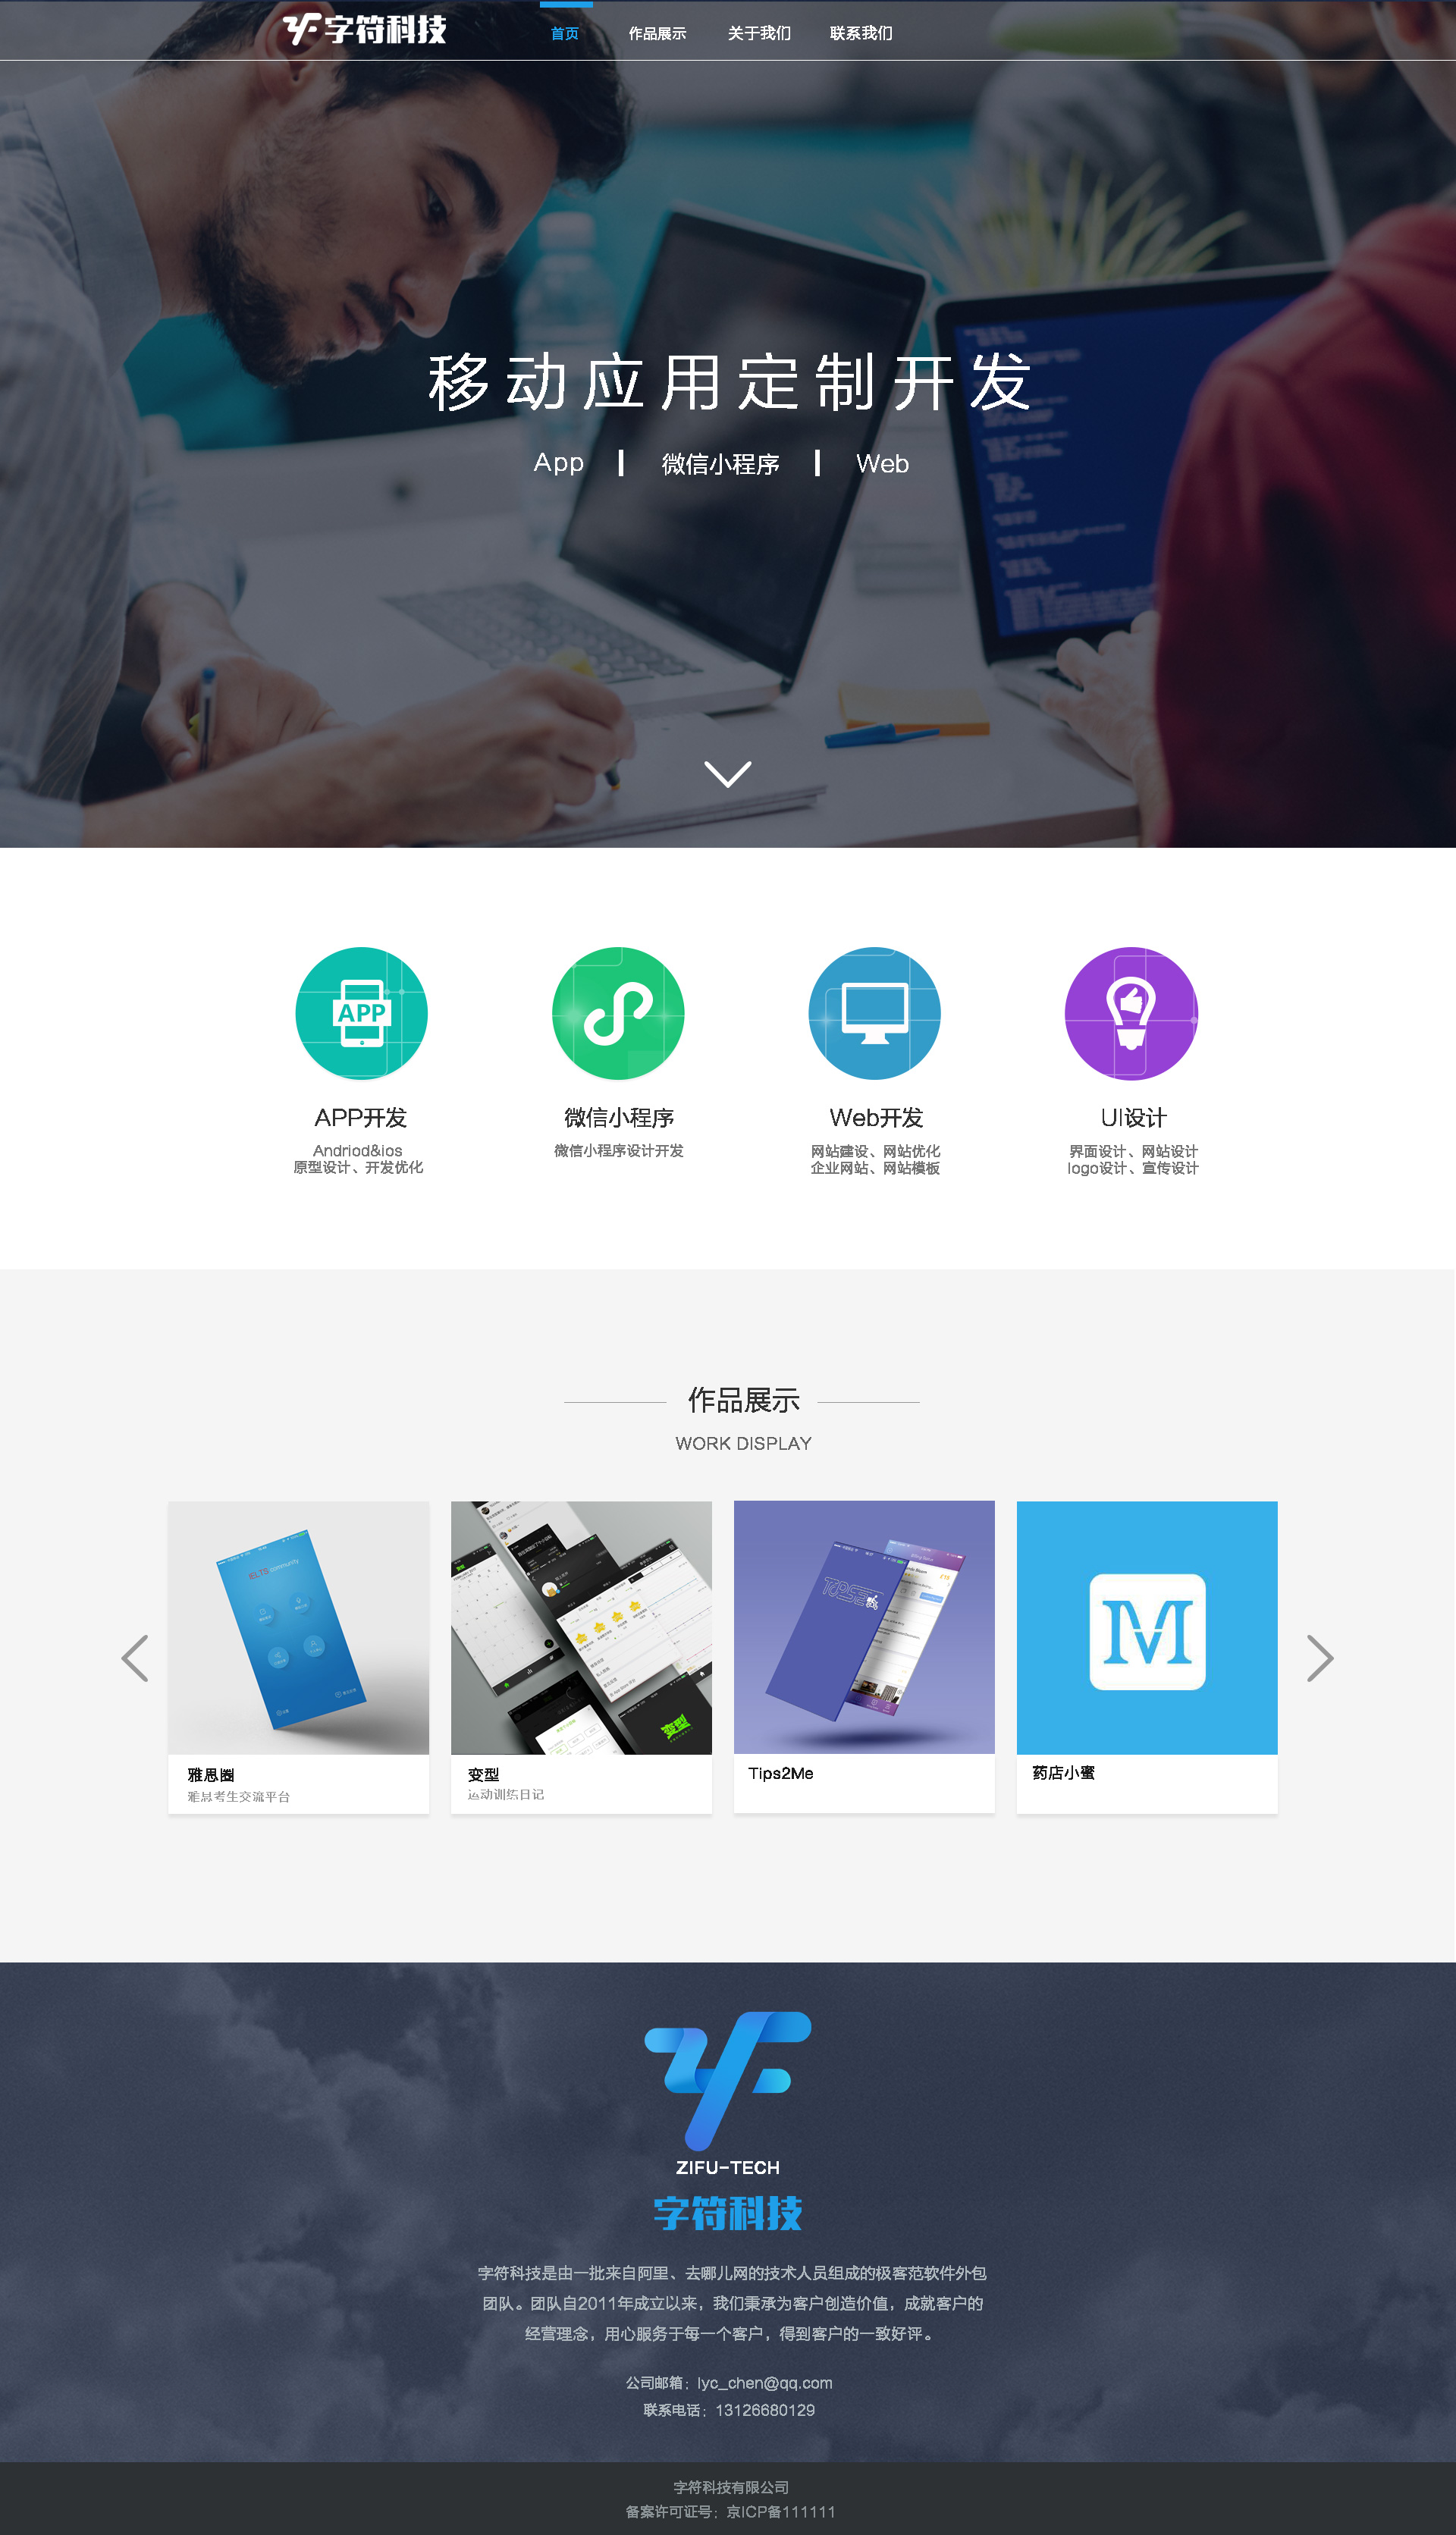 字符科技
首页 作品展示 关于我们 联系我们
移动应用定制开发
App 微信小程序 Web
APP
APP开发
Andriod&ios
原型设计、开发优化
微信小程序
微信小程序设计开发
Web开发
网站建设、网站优化
企业网站、网站模板
UI设计
界面设计、网站设计
logo设计、宣传设计
作品展示
WORK DISPLAY
IELTS community
变型
M
雅思圈
雅思考生交流平台
变型
运动训练日记
Tips2Me
药店小蜜
ZIFU-TECH
字符科技
字符科技是由一批来自阿里、去哪儿网的技术人员组成的极客范软件外包
团队。团队自2011年成立以来，我们秉承为客户创造价值，成就客户的
经营理念，用心服务于每一个客户，得到客户的一致好评。
公司邮箱：lyc_chen@qq.com
联系电话：13126680129
字符科技有限公司
备案许可证号：京ICP备111111